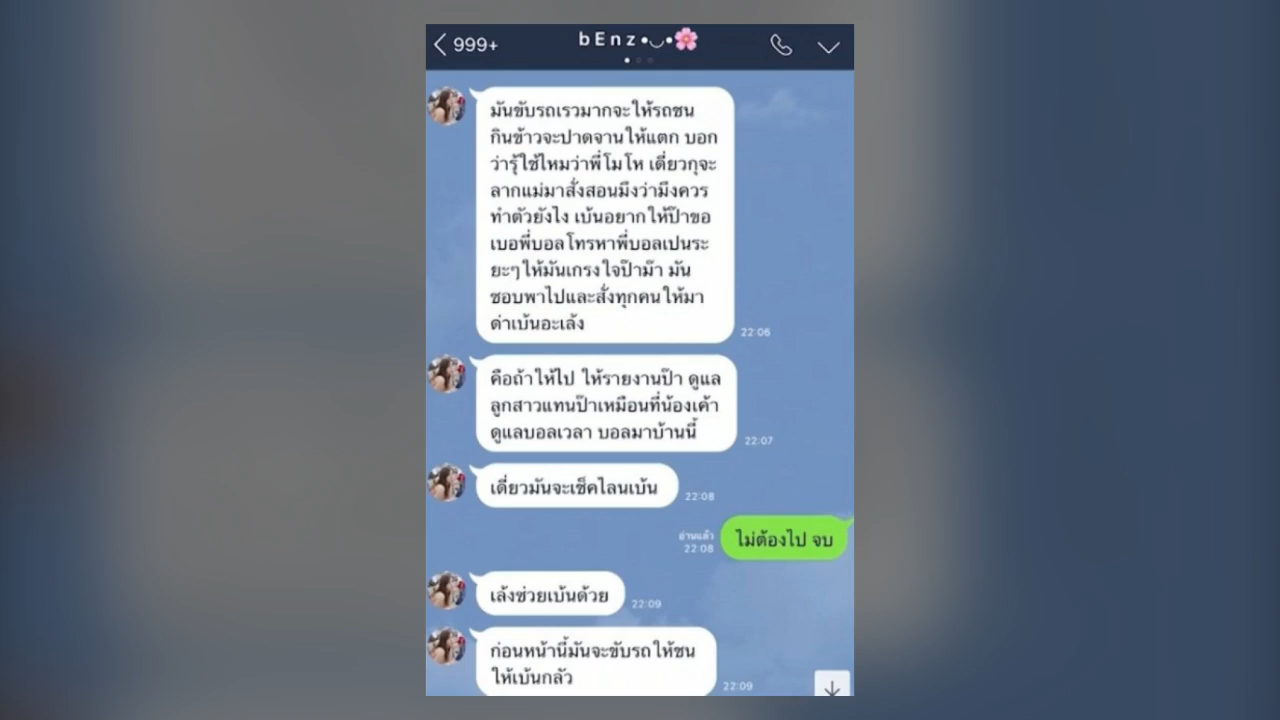 999+
bEnz•◡•🌸
มันขับรถเรวมากจะให้รถชน
กินข้าวจะปาดจานให้แตก บอก
ว่ารุ้ใช้ไหมว่าพี่โมโห เดี่ยวกุจะ
ลากแม่มาสั่งสอนมึงว่ามึงควร
ทำตัวยังไง เบ้นอยากให้ป๊าขอ
เบอพี่บอลโทรหาพี่บอลเปนระ
ยะๆให้มันเกรงใจป๊าม๊า มัน
ชอบพาไปและสั่งทุกคนให้มา
ด่าเบ้นอะเล้ง
22:06
คือถ้าให้ไป ให้รายงานป๊า ดูแล
ลูกสาวแทนป๊าเหมือนที่น้องเค้า
ดูแลบอลเวลา บอลมาบ้านนี้
22:07
เดี่ยวมันจะเช็คไลนเบ้น
22:08
ไม่ต้องไป จบ
อ่านแล้ว
22:08
เล้งช่วยเบ้นด้วย
22:09
ก่อนหน้านี้มันจะขับรถให้ชน
ให้เบ้นกลัว
22:09